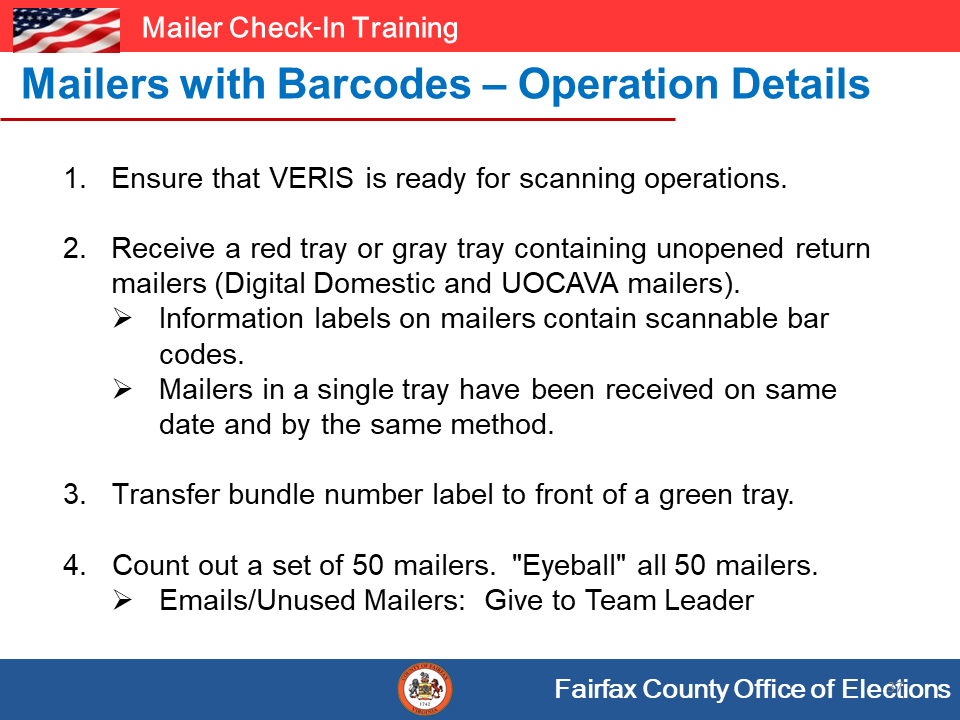 Mailer Check-In Training
Mailers with Barcodes – Operation Details
1. Ensure that VERIS is ready for scanning operations.
2. Receive a red tray or gray tray containing unopened return
mailers (Digital Domestic and UOCAVA mailers).
➢ Information labels on mailers contain scannable bar
codes.
➢ Mailers in a single tray have been received on same
date and by the same method.
3. Transfer bundle number label to front of a green tray.
4. Count out a set of 50 mailers. "Eyeball" all 50 mailers.
➢ Emails/Unused Mailers: Give to Team Leader
Fairfax County Office of Elections